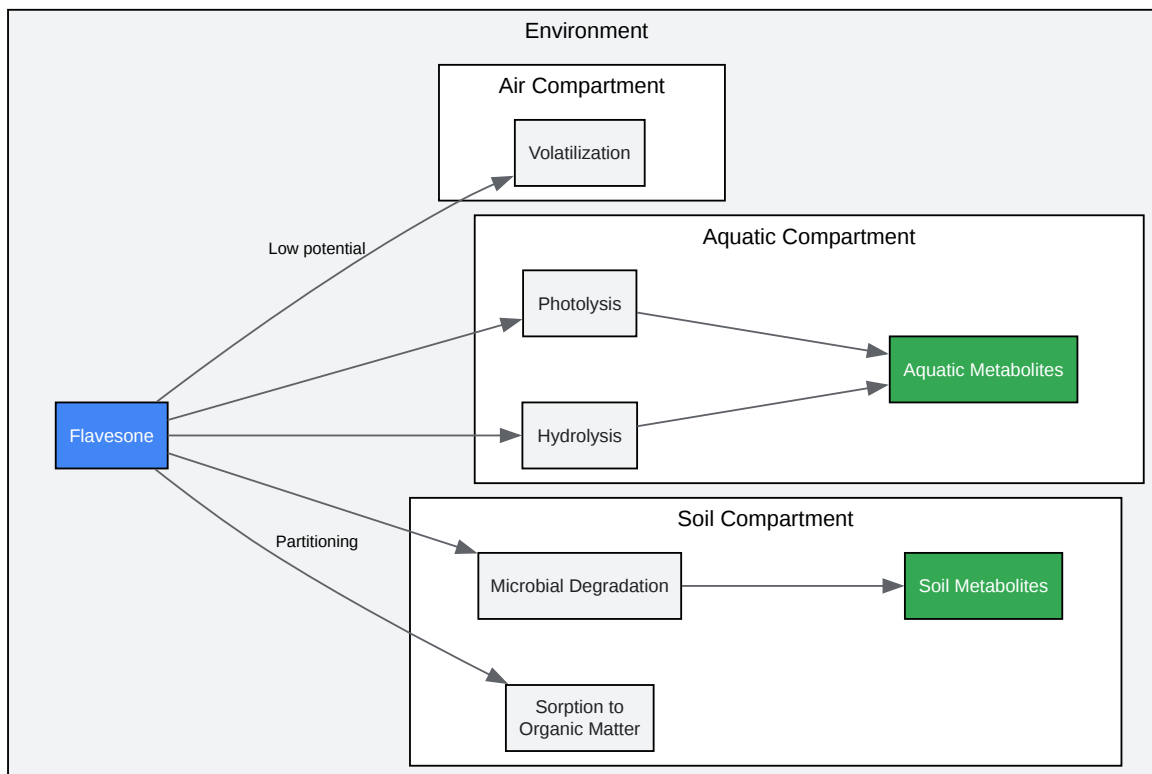 Environment
Air Compartment
Volatilization
Low potential
Aquatic Compartment
Photolysis
Aquatic Metabolites
Flavesone
Hydrolysis
Soil Compartment
Partitioning
Microbial Degradation
Soil Metabolites
Sorption to
Organic Matter